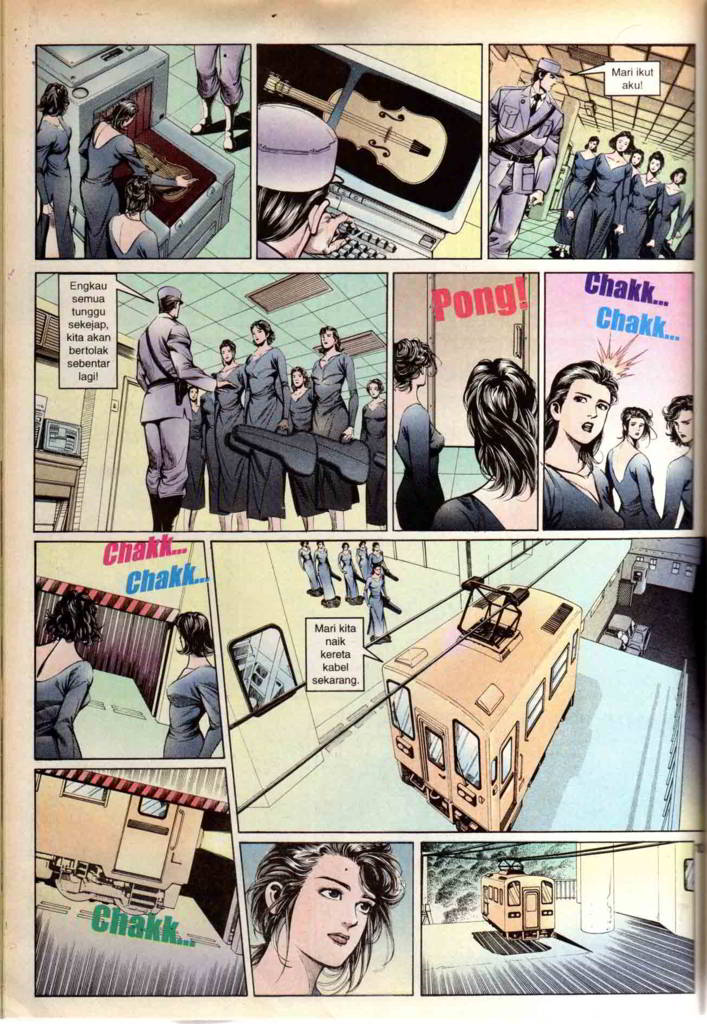 Mari ikut
aku!
Engkau
semua
tunggu
sekejap,
kita akan
bertolak
sebentar
lagi!
Pong!
Chakk...
Chakk...
Chakk...
Chakk...
Mari kita
naik
kereta
kabel
sekarang.
Chakk...